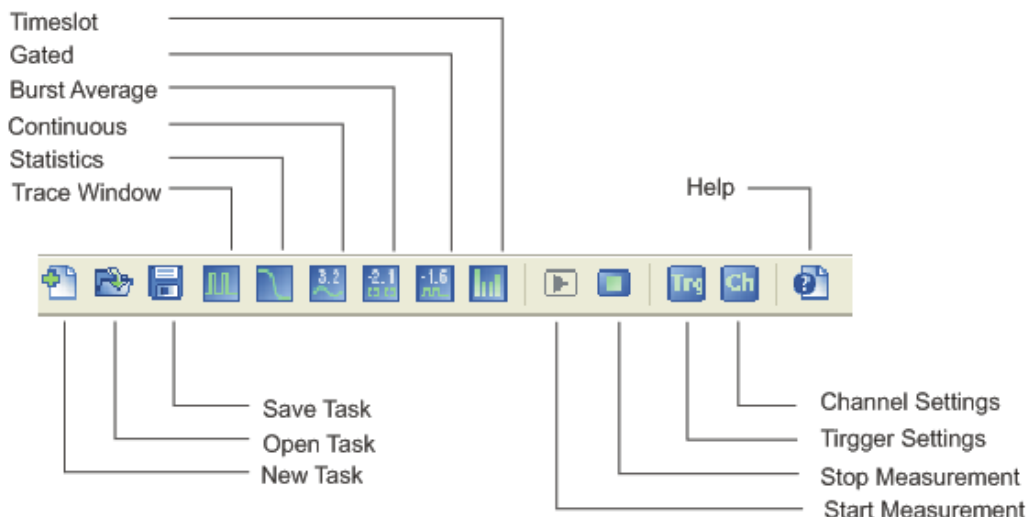 Timeslot
Gated
Burst Average
Continuous
Statistics
Trace Window
Help
3.2
-2.1
-1.6
Trg
Ch
?
Save Task
Open Task
New Task
Channel Settings
Tirgger Settings
Stop Measurement
Start Measurement